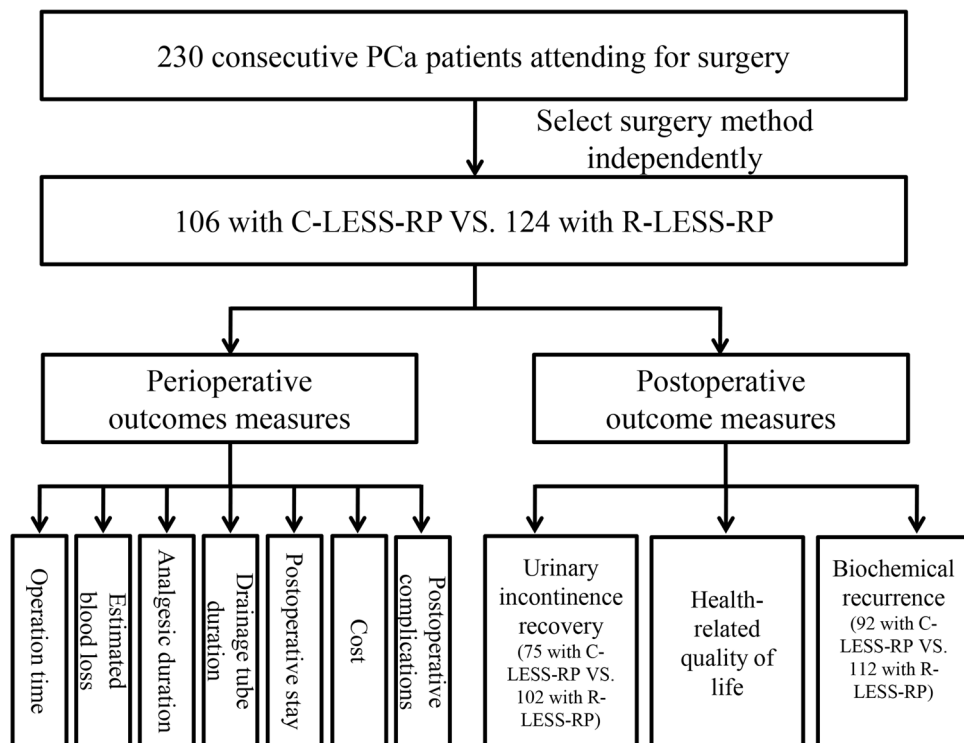 230 consecutive PCa patients attending for surgery
Select surgery method
independently
106 with C-LESS-RP VS. 124 with R-LESS-RP
Perioperative
outcomes measures
Postoperative
outcome measures
Operation time
Estimated
blood loss
Analgesic duration
Drainage tube
duration
Postoperative stay
Cost
Postoperative
complications
Urinary
incontinence
recovery
(75 with C-
LESS-RP VS.
102 with R-
LESS-RP)
Health-
related
quality of
life
Biochemical
recurrence
(92 with C-
LESS-RP VS.
112 with R-
LESS-RP)